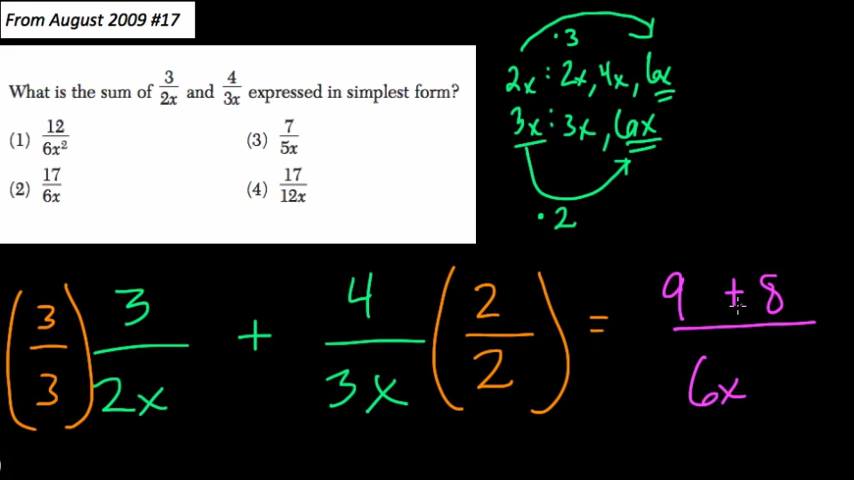 From August 2009 #17
What is the sum of 3/2x and 4/3x expressed in simplest form?
(1) 12/6x²
(3) 7/5x
(2) 17/6x
(4) 17/12x
·3
2x : 2x, 4x, 6x
3x : 3x, 6x
·2
(3/3) 3/2x + 4/3x (2/2) = 9 + 8/6x